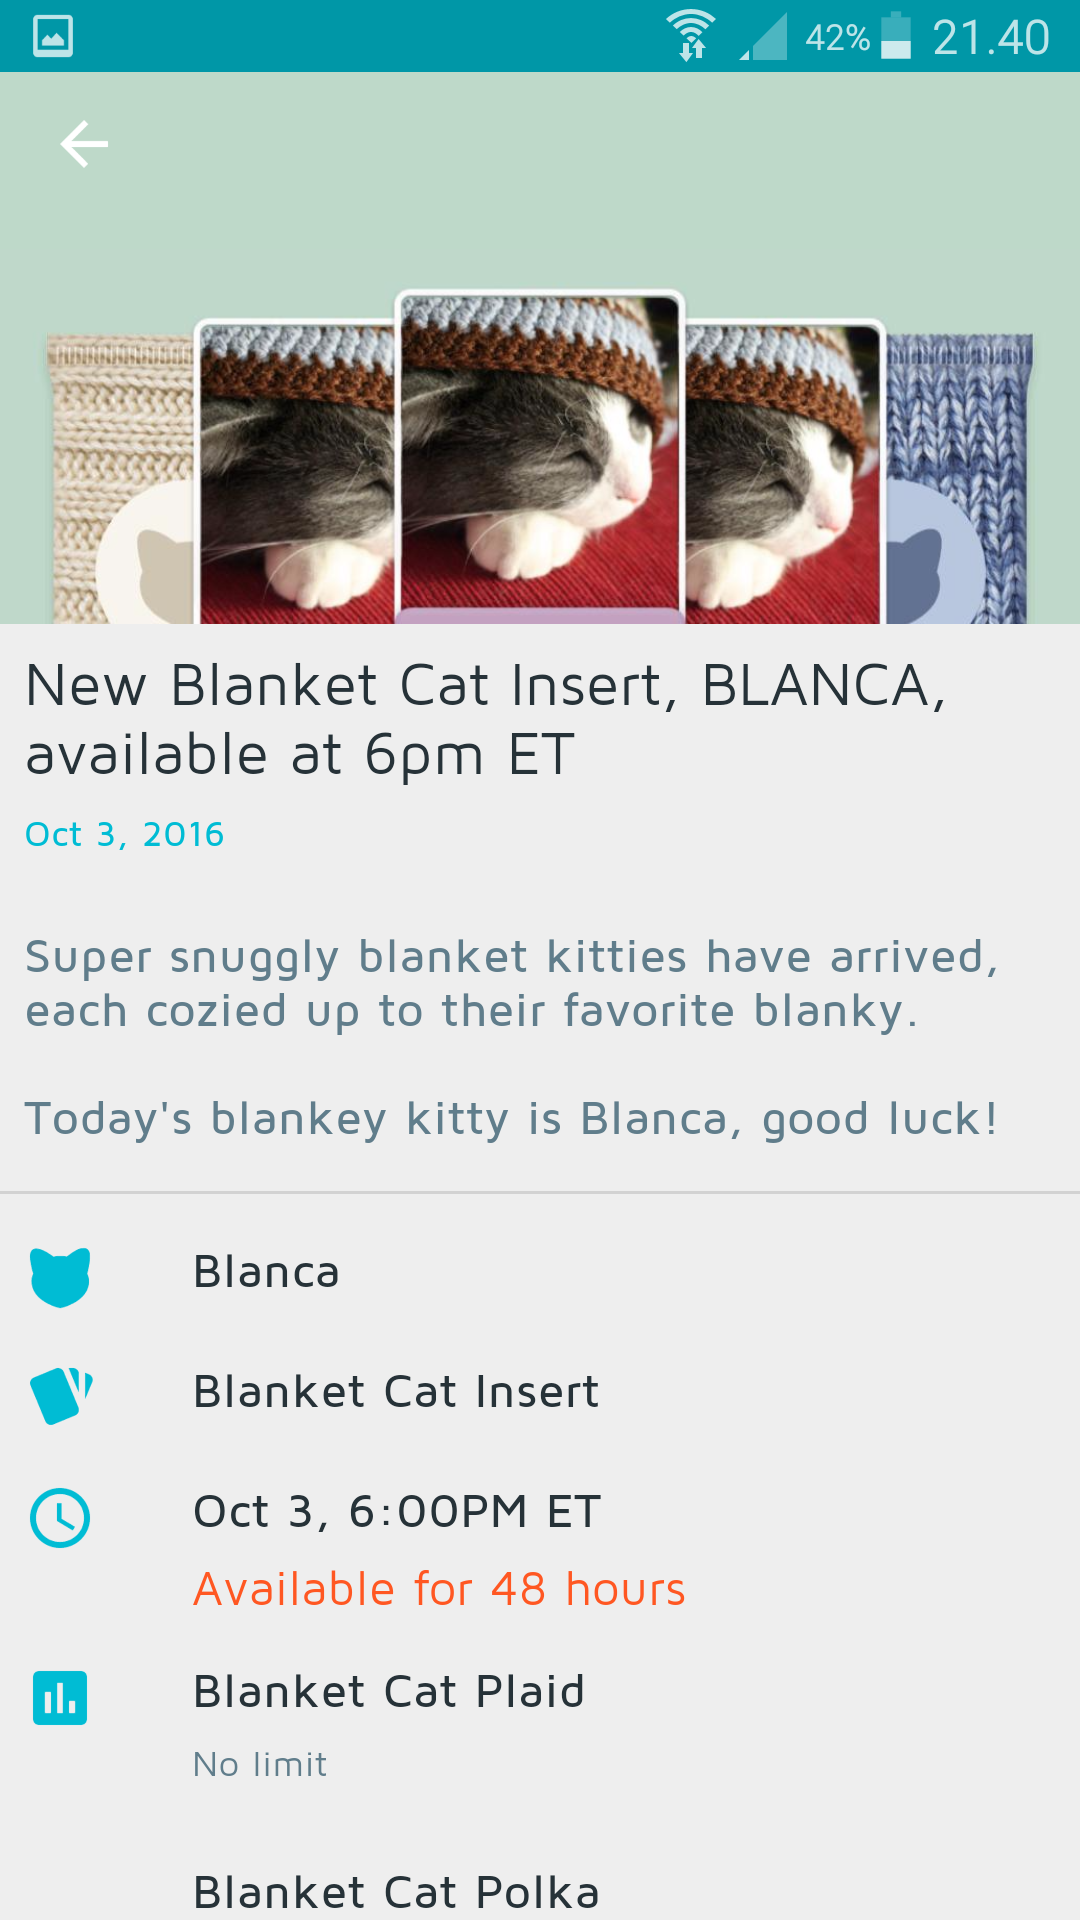 42% 21.40
New Blanket Cat Insert, BLANCA,
available at 6pm ET
Oct 3, 2016
Super snuggly blanket kitties have arrived,
each cozied up to their favorite blanky.
Today's blankey kitty is Blanca, good luck!
Blanca
Blanket Cat Insert
Oct 3, 6:00PM ET
Available for 48 hours
Blanket Cat Plaid
No limit
Blanket Cat Polka